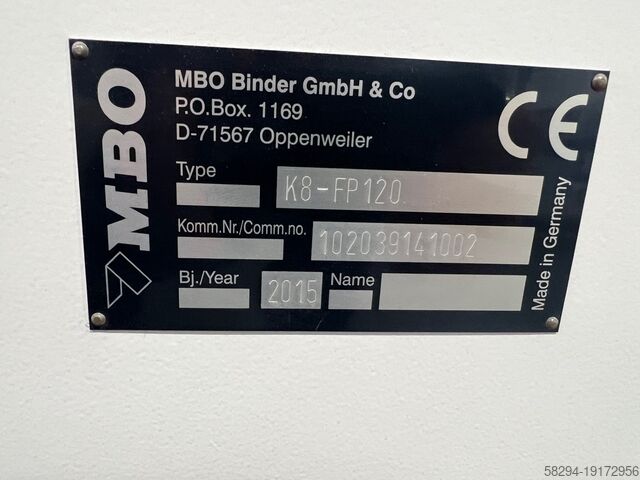 MBO
MBO Binder GmbH & Co
P.O.Box. 1169
D-71567 Oppenweiler
CE
Type K8-FP120
Komm.Nr./Comm.no. 102039141002
Bj./Year 2015 Name
Made in Germany
58294-19172956